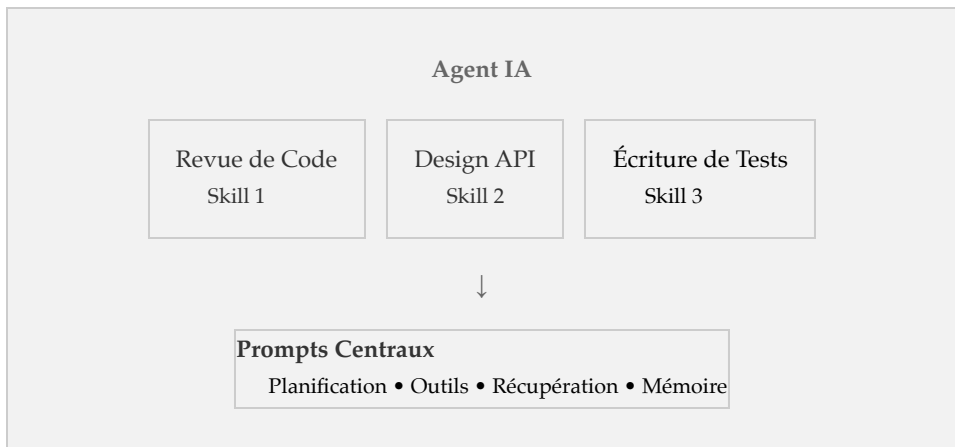 Agent IA
Revue de Code
Skill 1
Design API
Skill 2
Écriture de Tests
Skill 3
↓
Prompts Centraux
Planification • Outils • Récupération • Mémoire